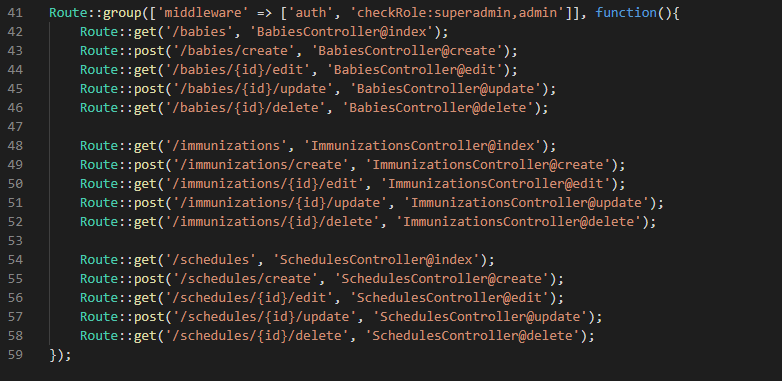 41 Route::group(['middleware' => ['auth', 'checkRole:superadmin,admin']], function(){
42 Route::get('/babies', 'BabiesController@index');
43 Route::post('/babies/create', 'BabiesController@create');
44 Route::get('/babies/{id}/edit', 'BabiesController@edit');
45 Route::post('/babies/{id}/update', 'BabiesController@update');
46 Route::get('/babies/{id}/delete', 'BabiesController@delete');
47
48 Route::get('/immunizations', 'ImmunizationsController@index');
49 Route::post('/immunizations/create', 'ImmunizationsController@create');
50 Route::get('/immunizations/{id}/edit', 'ImmunizationsController@edit');
51 Route::post('/immunizations/{id}/update', 'ImmunizationsController@update');
52 Route::get('/immunizations/{id}/delete', 'ImmunizationsController@delete');
53
54 Route::get('/schedules', 'SchedulesController@index');
55 Route::post('/schedules/create', 'SchedulesController@create');
56 Route::get('/schedules/{id}/edit', 'SchedulesController@edit');
57 Route::post('/schedules/{id}/update', 'SchedulesController@update');
58 Route::get('/schedules/{id}/delete', 'SchedulesController@delete');
59 });